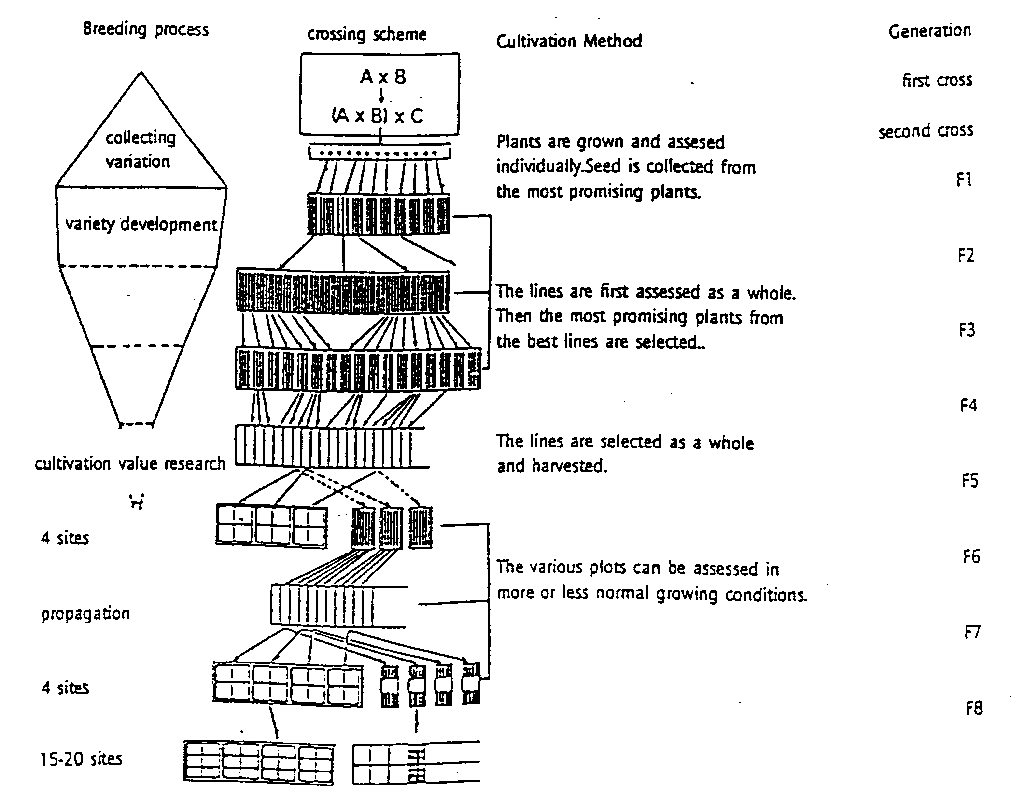 Breeding process
crossing scheme
Cultivation Method
Generation
A x B
(A x B) x C
first cross
second cross
collecting
variation
Plants are grown and assesed
individually.Seed is collected from
the most promising plants.
F1
variety development
F2
The lines are first assessed as a whole.
Then the most promising plants from
the best lines are selected..
F3
F4
The lines are selected as a whole
and harvested.
cultivation value research
F5
4 sites
F6
The various plots can be assessed in
more or less normal growing conditions.
propagation
F7
4 sites
F8
15-20 sites